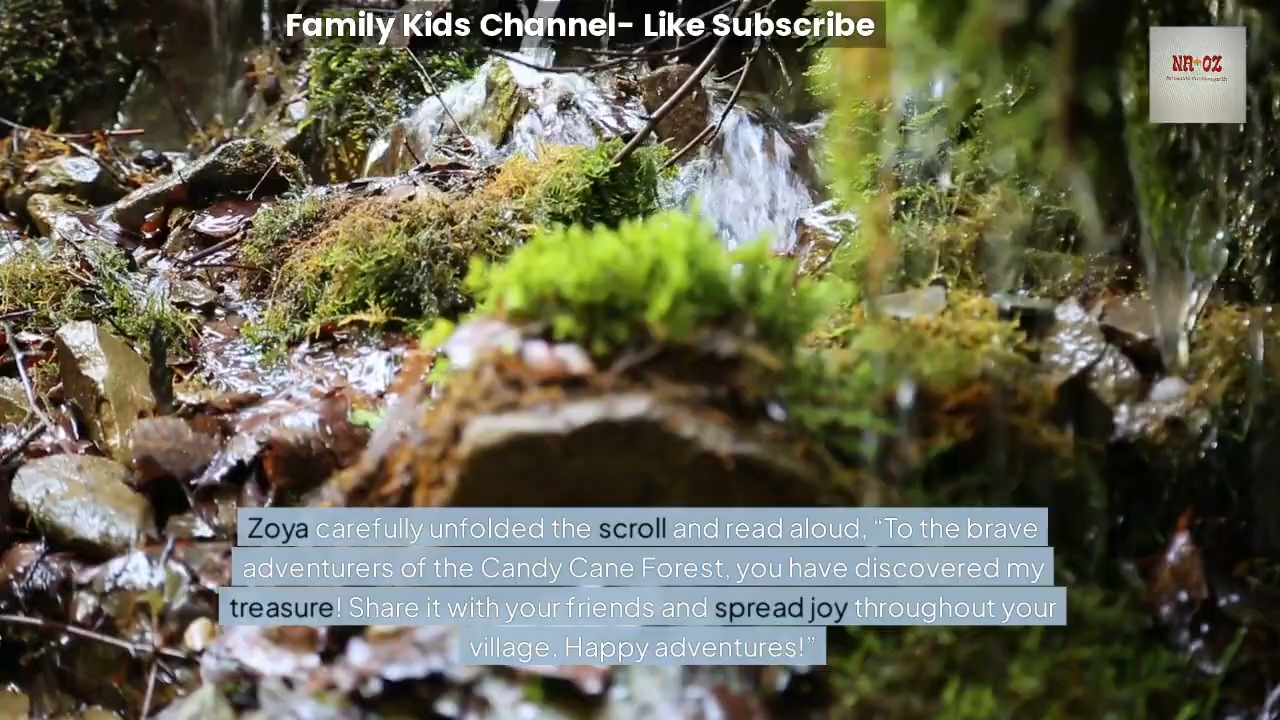 Family Kids Channel- Like Subscribe
NR OZ
Zoya carefully unfolded the scroll and read aloud, “To the brave
adventurers of the Candy Cane Forest, you have discovered my
treasure! Share it with your friends and spread joy throughout your
village. Happy adventures!”